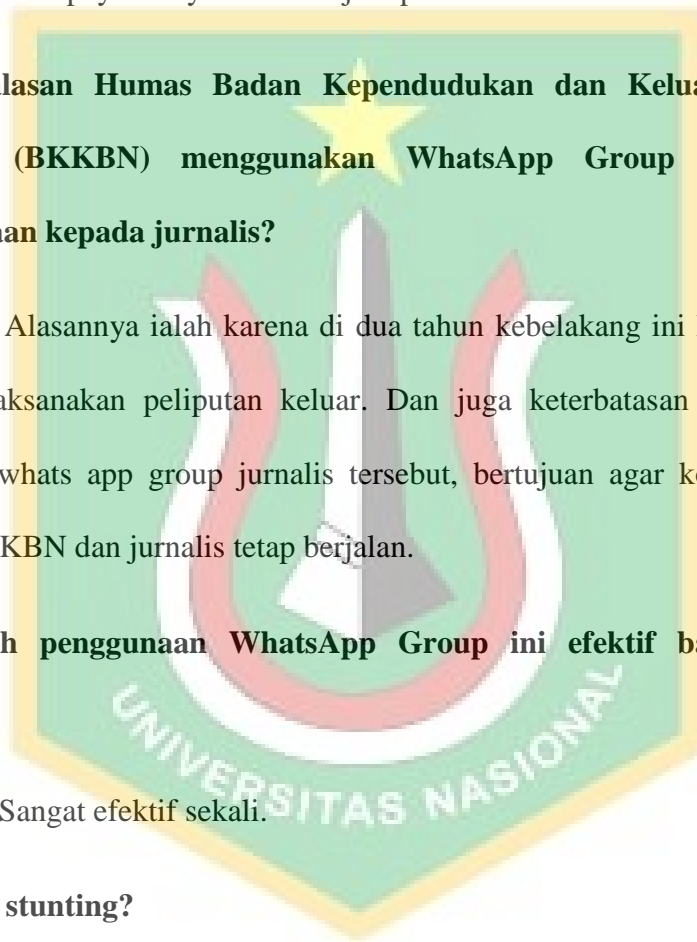 lasan Humas Badan Kependudukan dan Kelua
(BKKBN) menggunakan WhatsApp Group
an kepada jurnalis?
Alasannya ialah karena di dua tahun kebelakang ini
aksanakan peliputan keluar. Dan juga keterbatasan
whats app group jurnalis tersebut, bertujuan agar k
KBN dan jurnalis tetap berjalan.
h penggunaan WhatsApp Group ini efektif ba
UNIVERSITAS NASIONAL
Sangat efektif sekali.
stunting?